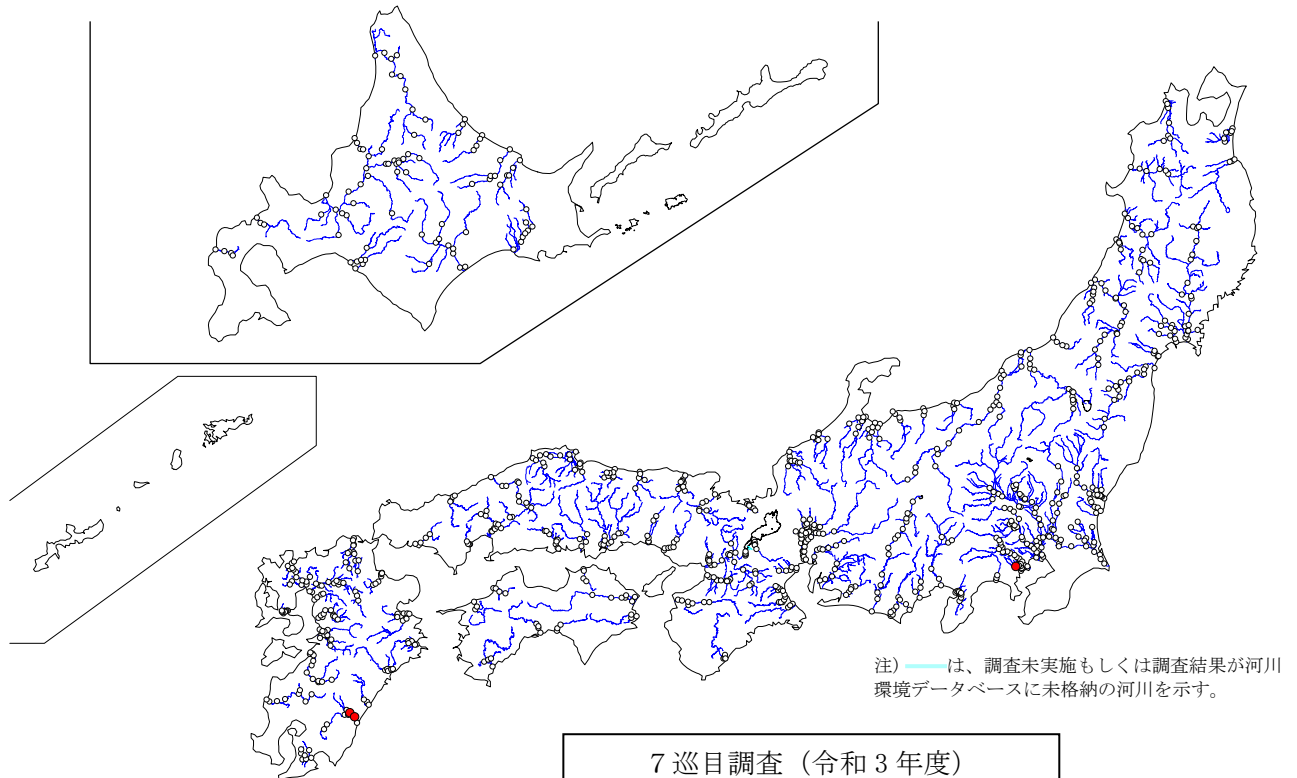 注) は、調査未実施もしくは調査結果が河川
環境データベースに未格納の河川を示す。
7巡目調査(令和3年度)